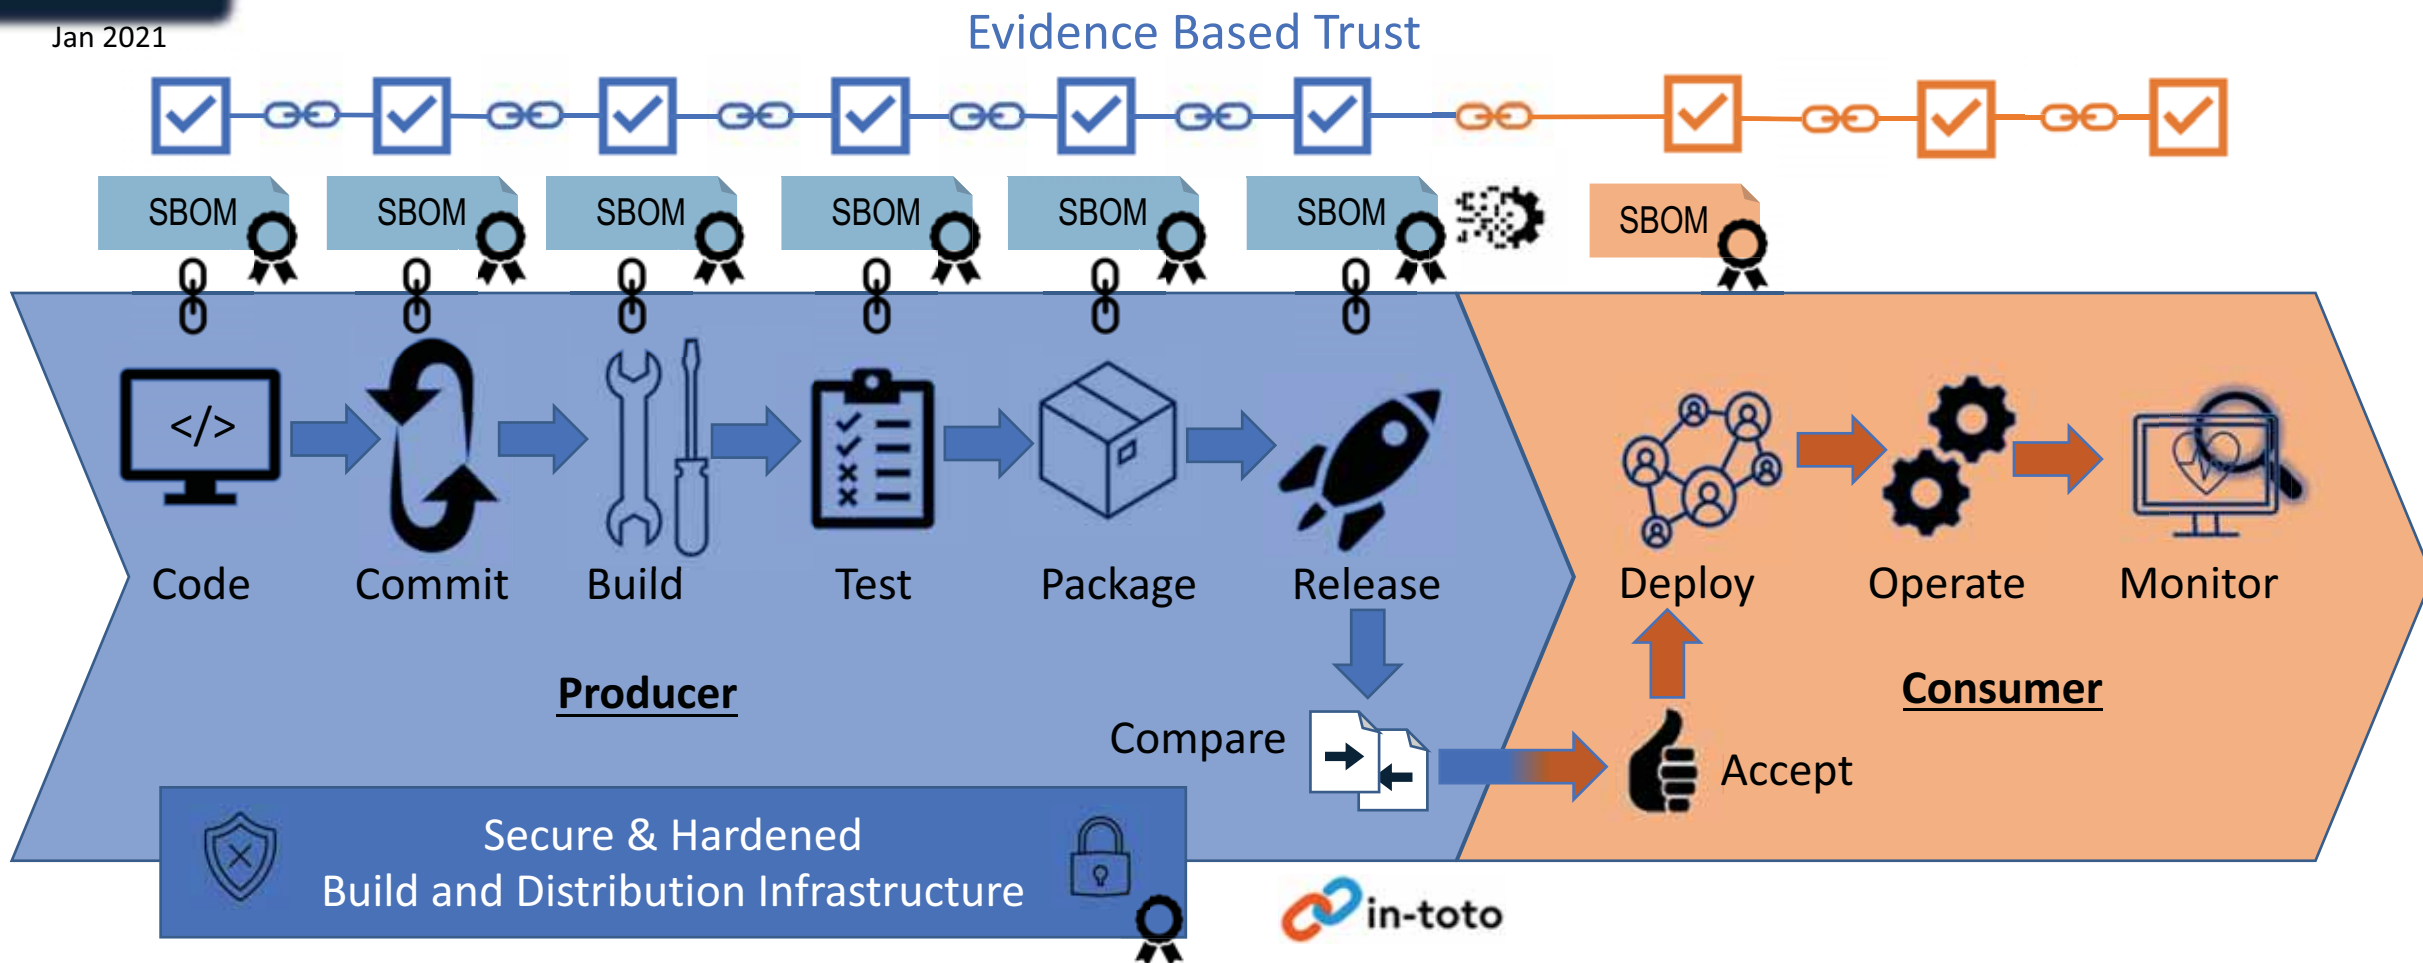 Jan 2021
Evidence Based Trust
SBOM
SBOM
SBOM
SBOM
SBOM
SBOM
SBOM
</>
Code
Commit
Build
Test
Package
Release
Deploy
Operate
Monitor
Producer
Consumer
Compare
Accept
Secure & Hardened
Build and Distribution Infrastructure
in-toto